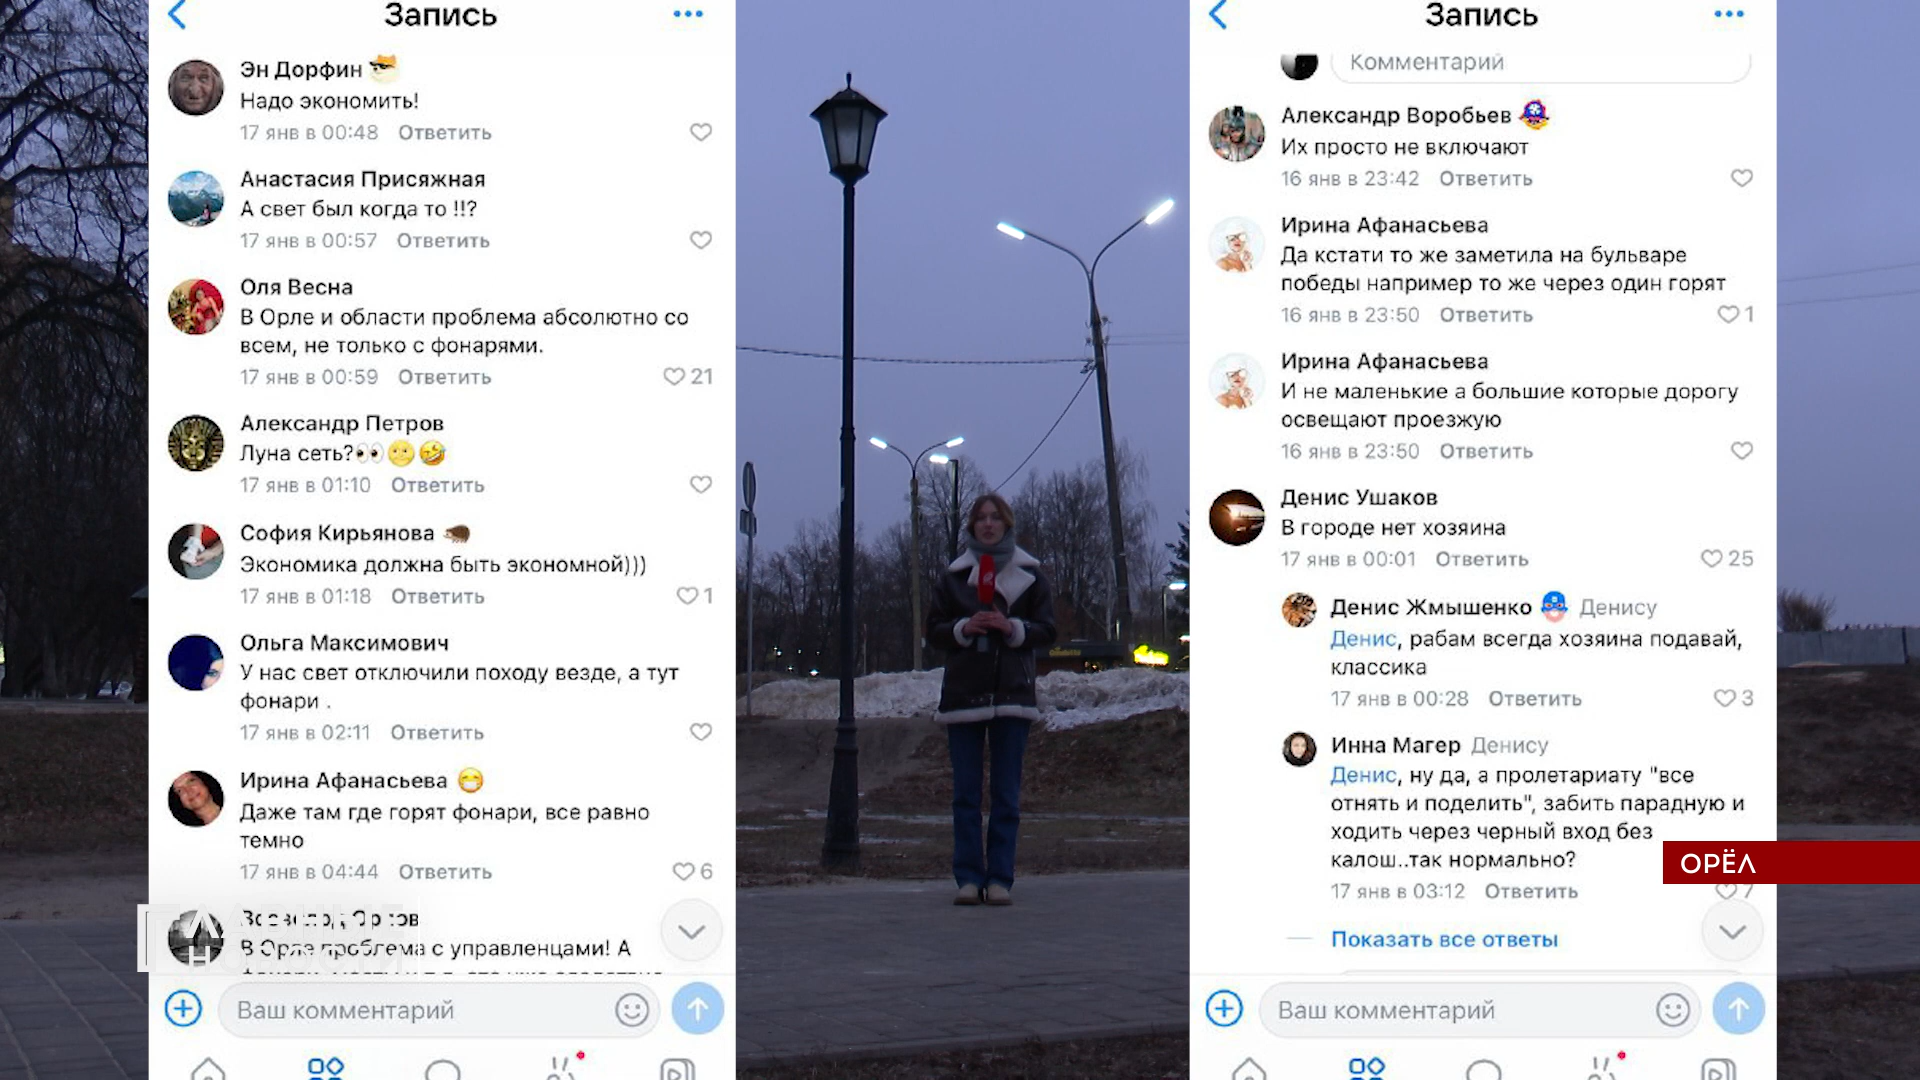 Запись
Эн Дорфин
Надо экономить!
17 янв в 00:48 Ответить
Анастасия Присяжная
А свет был когда то !!?
17 янв в 00:57 Ответить
Оля Весна
В Орле и области проблема абсолютно со
всем, не только с фонарями.
17 янв в 00:59 Ответить 21
Александр Петров
Луна сеть?👀🌝🤣
17 янв в 01:10 Ответить
София Кирьянова
Экономика должна быть экономной)))
17 янв в 01:18 Ответить 1
Ольга Максимович
У нас свет отключили походу везде, а тут
фонари .
17 янв в 02:11 Ответить
Ирина Афанасьева
Даже там где горят фонари, все равно
темно
17 янв в 04:44 Ответить 6
В Орле проблема с управленцами! А
Ваш комментарий
Запись
Комментарий
Александр Воробьев
Их просто не включают
16 янв в 23:42 Ответить
Ирина Афанасьева
Да кстати то же заметила на бульваре
победы например то же через один горят
16 янв в 23:50 Ответить 1
Ирина Афанасьева
И не маленькие а большие которые дорогу
освещают проезжую
16 янв в 23:50 Ответить
Денис Ушаков
В городе нет хозяина
17 янв в 00:01 Ответить 25
Денис Жмышенко Денису
Денис, рабам всегда хозяина подавай,
классика
17 янв в 00:28 Ответить 3
Инна Магер Денису
Денис, ну да, а пролетариату "все
отнять и поделить", забить парадную и
ходить через черный вход без
калош..так нормально?
17 янв в 03:12 Ответить 7
Показать все ответы
Ваш комментарий
ОРЁЛ